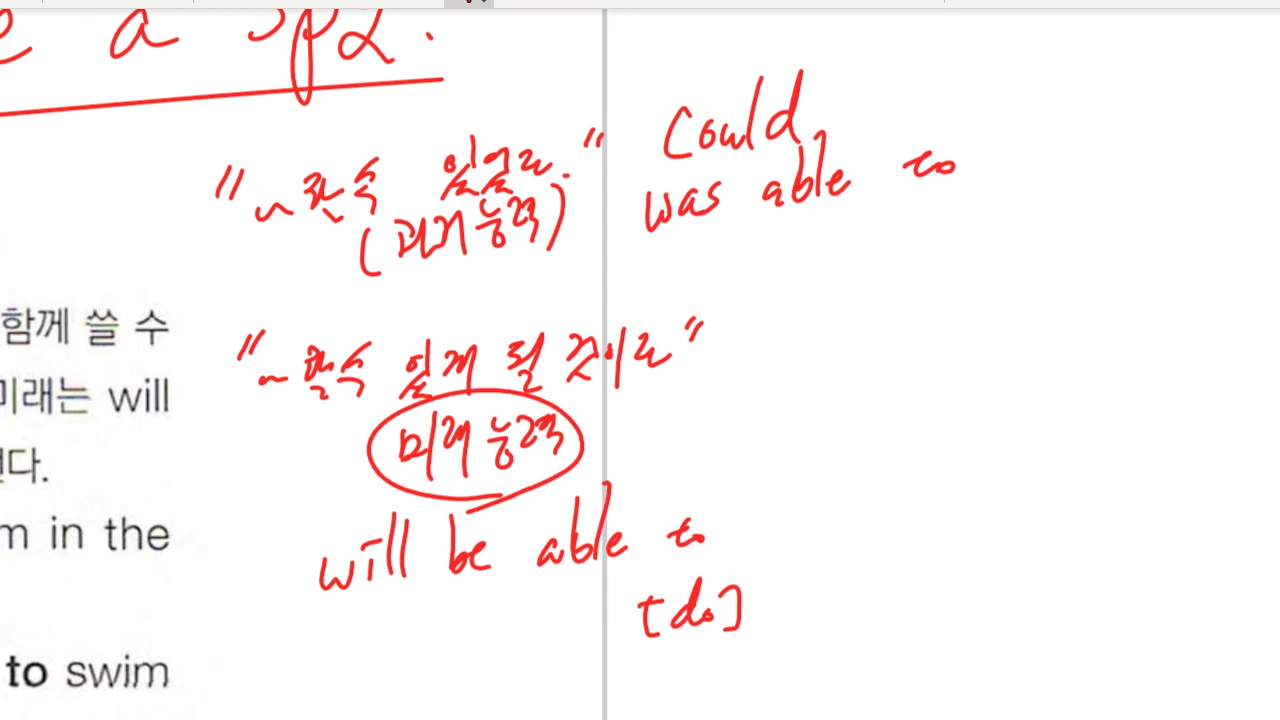 e a spz.
"~할 수 있었다."
(과거 능력)
could
was able to
함께 쓸 수
미래는 will
다.
m in the
to swim
"~할 수 있게 될 것이다"
미래 능력
will be able to
[do]